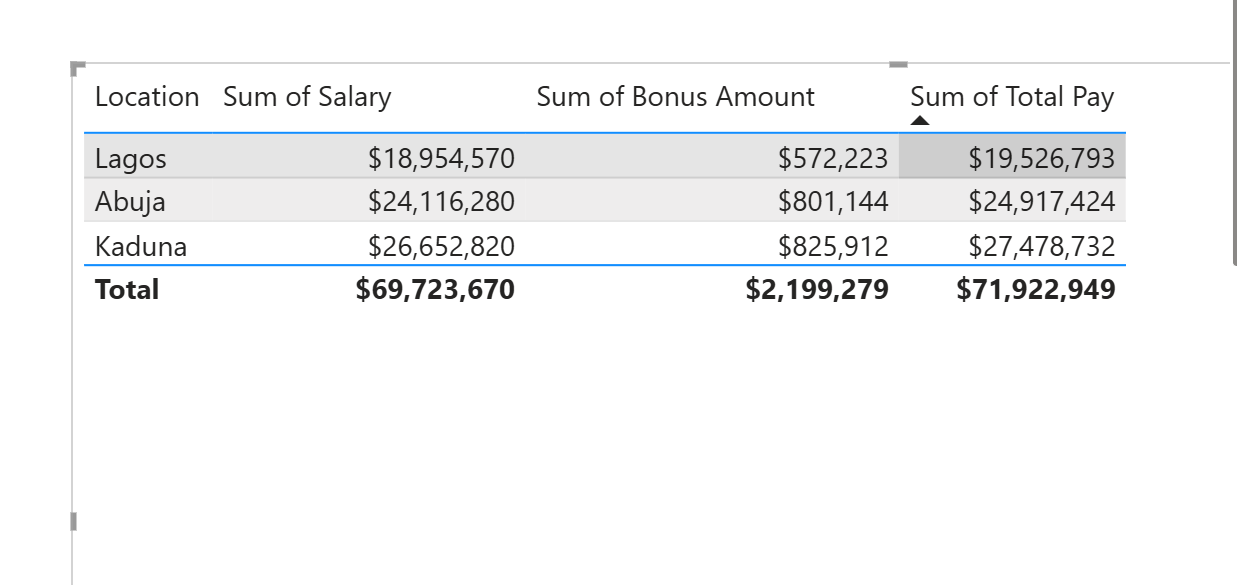 Location Sum of Salary Sum of Bonus Amount Sum of Total Pay
Lagos $18,954,570 $572,223 $19,526,793
Abuja $24,116,280 $801,144 $24,917,424
Kaduna $26,652,820 $825,912 $27,478,732
Total $69,723,670 $2,199,279 $71,922,949